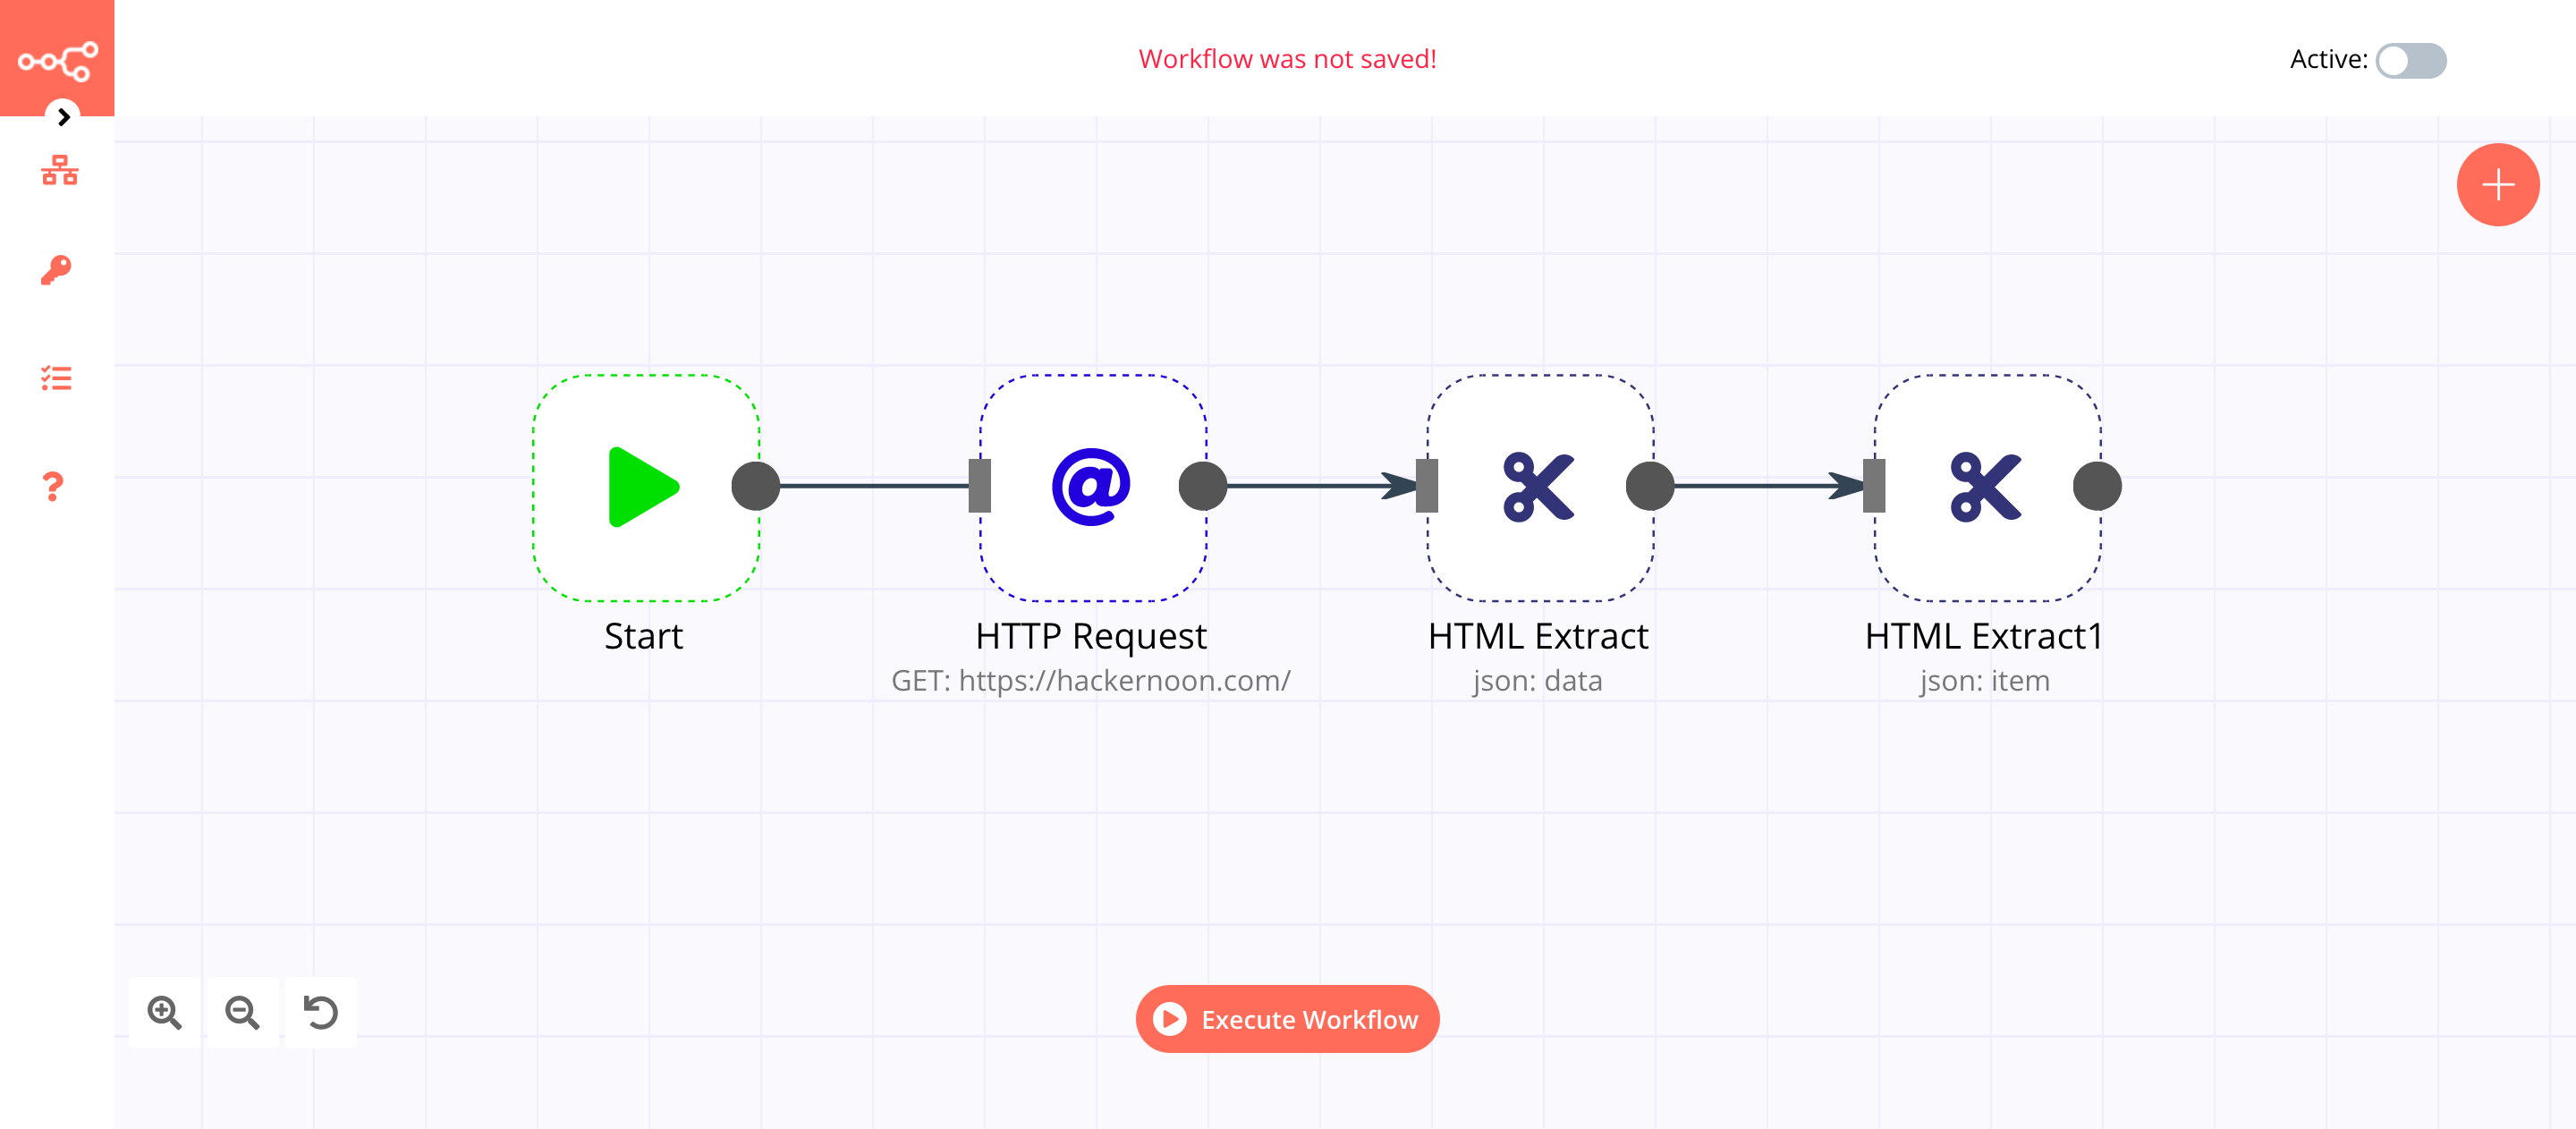 Workflow was not saved!
Active:
Start
HTTP Request
GET: https://hackernoon.com/
HTML Extract
json: data
HTML Extract1
json: item
Execute Workflow